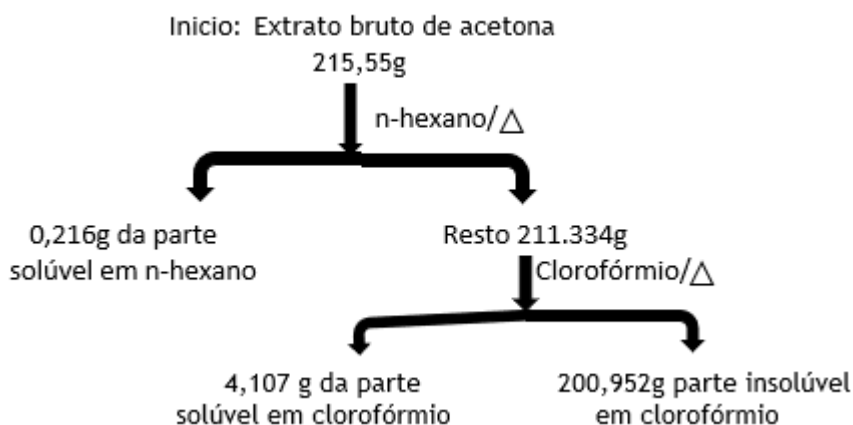 Inicio: Extrato bruto de acetona
215,55g
n-hexano/△
0,216g da parte
solúvel em n-hexano
Resto 211.334g
Clorofórmio/△
4,107 g da parte
solúvel em clorofórmio
200,952g parte insolúvel
em clorofórmio